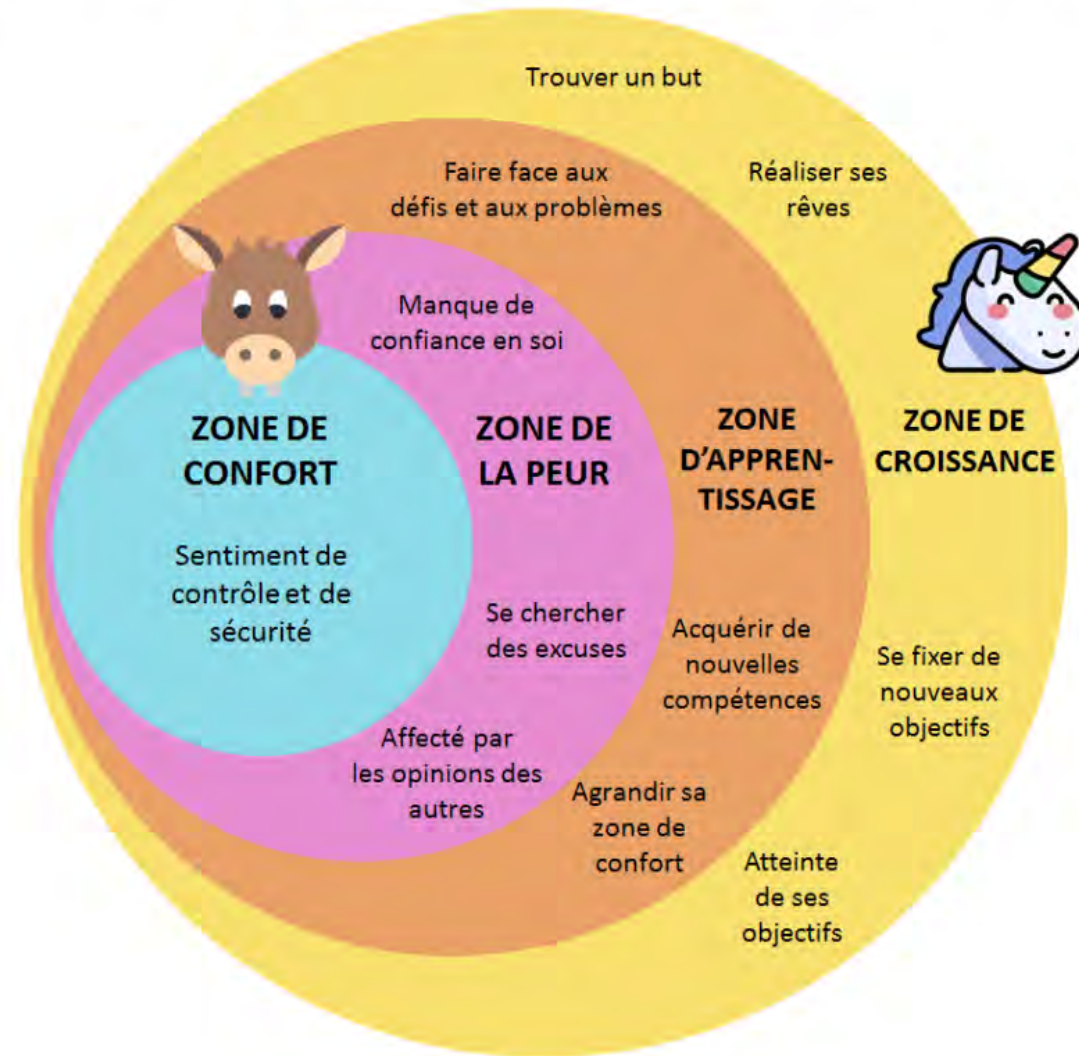 Trouver un but
Faire face aux
défis et aux problèmes
Réaliser ses
rêves
Manque de
confiance en soi
ZONE DE
CONFORT
ZONE DE
LA PEUR
ZONE
D'APPREN-
TISSAGE
ZONE DE
CROISSANCE
Sentiment de
contrôle et de
sécurité
Se chercher
des excuses
Acquérir de
nouvelles
compétences
Se fixer de
nouveaux
objectifs
Affecté par
les opinions des
autres
Agrandir sa
zone de
confort
Atteinte
de ses
objectifs